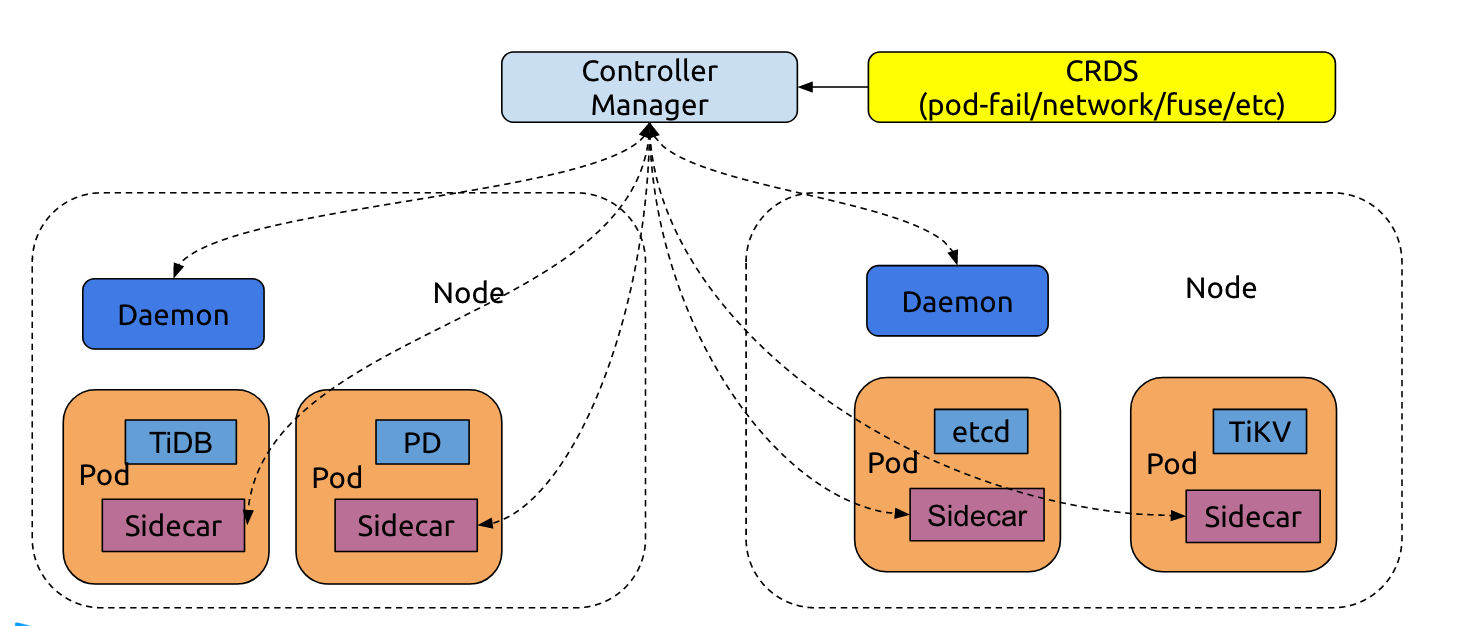 Controller
Manager
CRDS
(pod-fail/network/fuse/etc)
Node
Daemon
TiDB
Pod
Sidecar
PD
Pod
Sidecar
Node
Daemon
etcd
Pod
Sidecar
TiKV
Pod
Sidecar